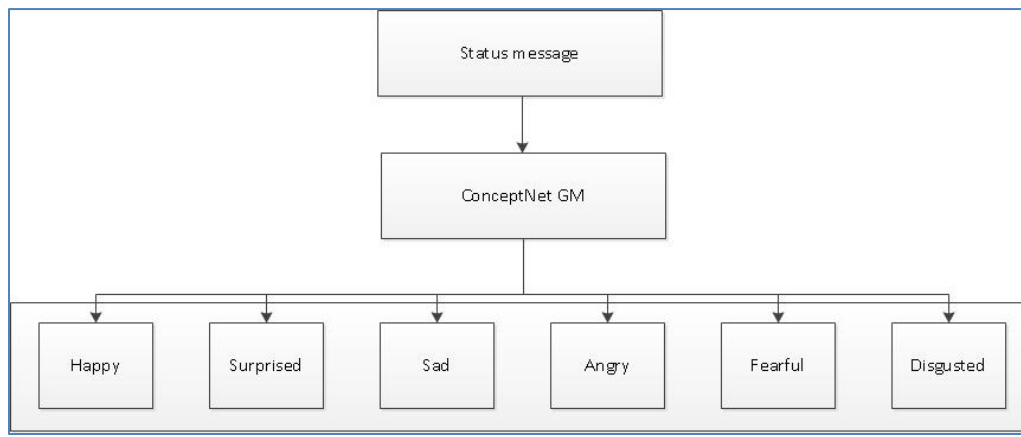 Status message
ConceptNet GM
Happy
Surprised
Sad
Angry
Fearful
Disgusted